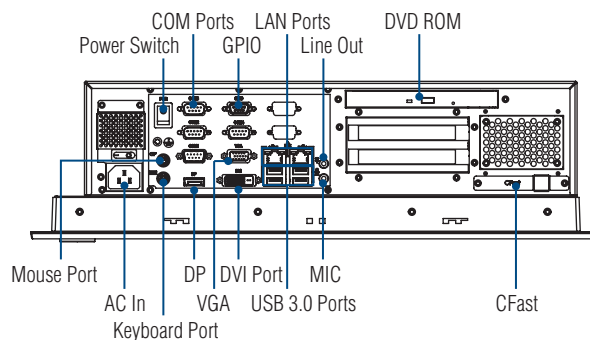 COM Ports LAN Ports DVD ROM
Power Switch GPIO Line Out
Mouse Port DP DVI Port MIC
AC In VGA USB 3.0 Ports CFast
Keyboard Port